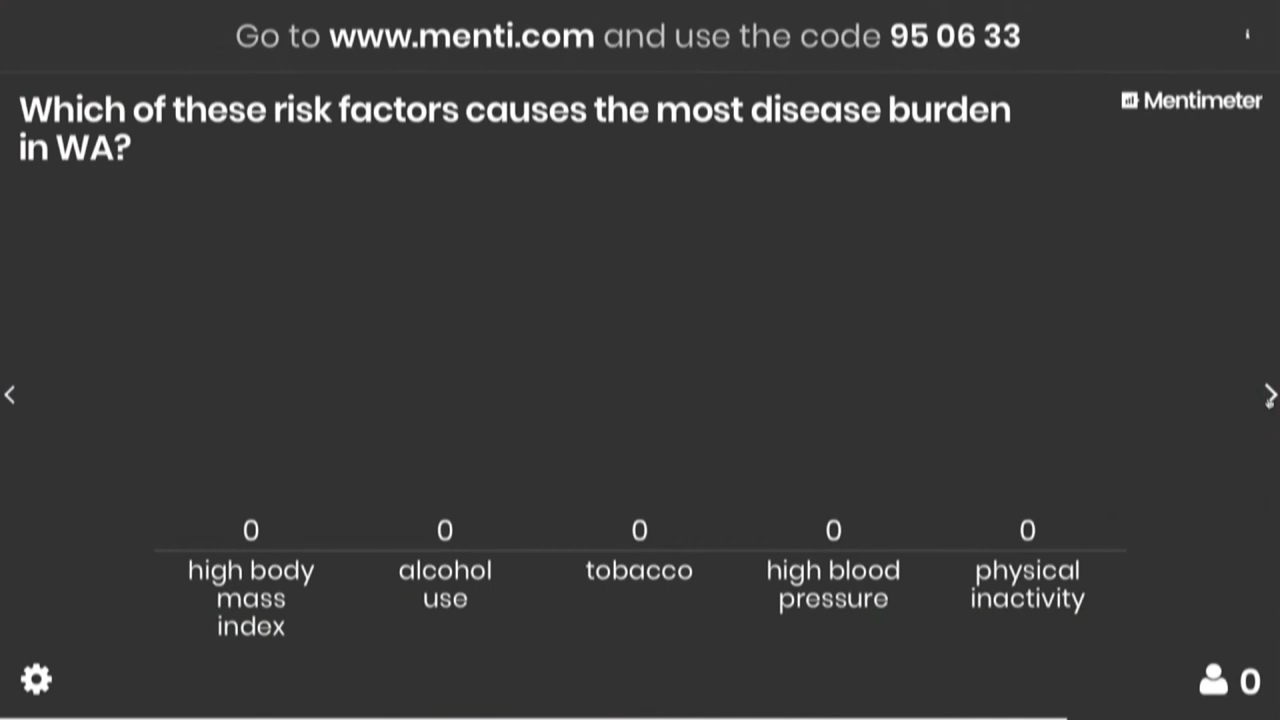 Go to www.menti.com and use the code 95 06 33
Which of these risk factors causes the most disease burden
in WA?
Mentimeter
0 0 0 0 0
high body mass index
alcohol use
tobacco
high blood pressure
physical inactivity
0